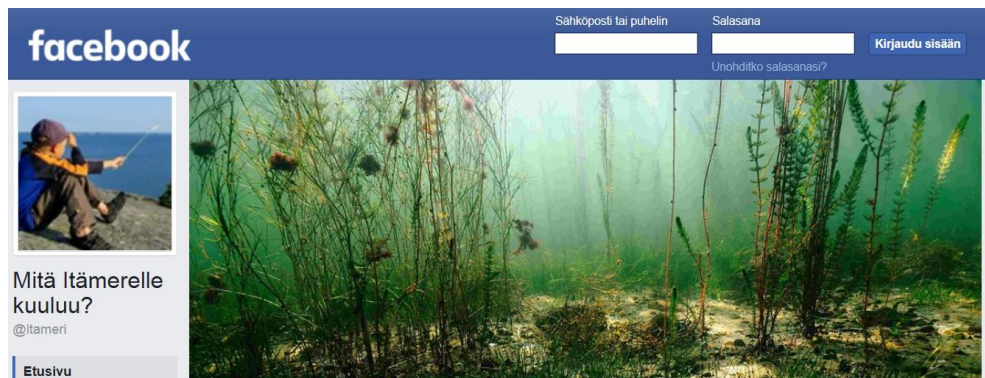 facebook
Sähköposti tai puhelin
Salasana
Kirjaudu sisään
Unohditko salasanasi?
Mitä Itämerelle
kuuluu?
@itameri
Etusivu